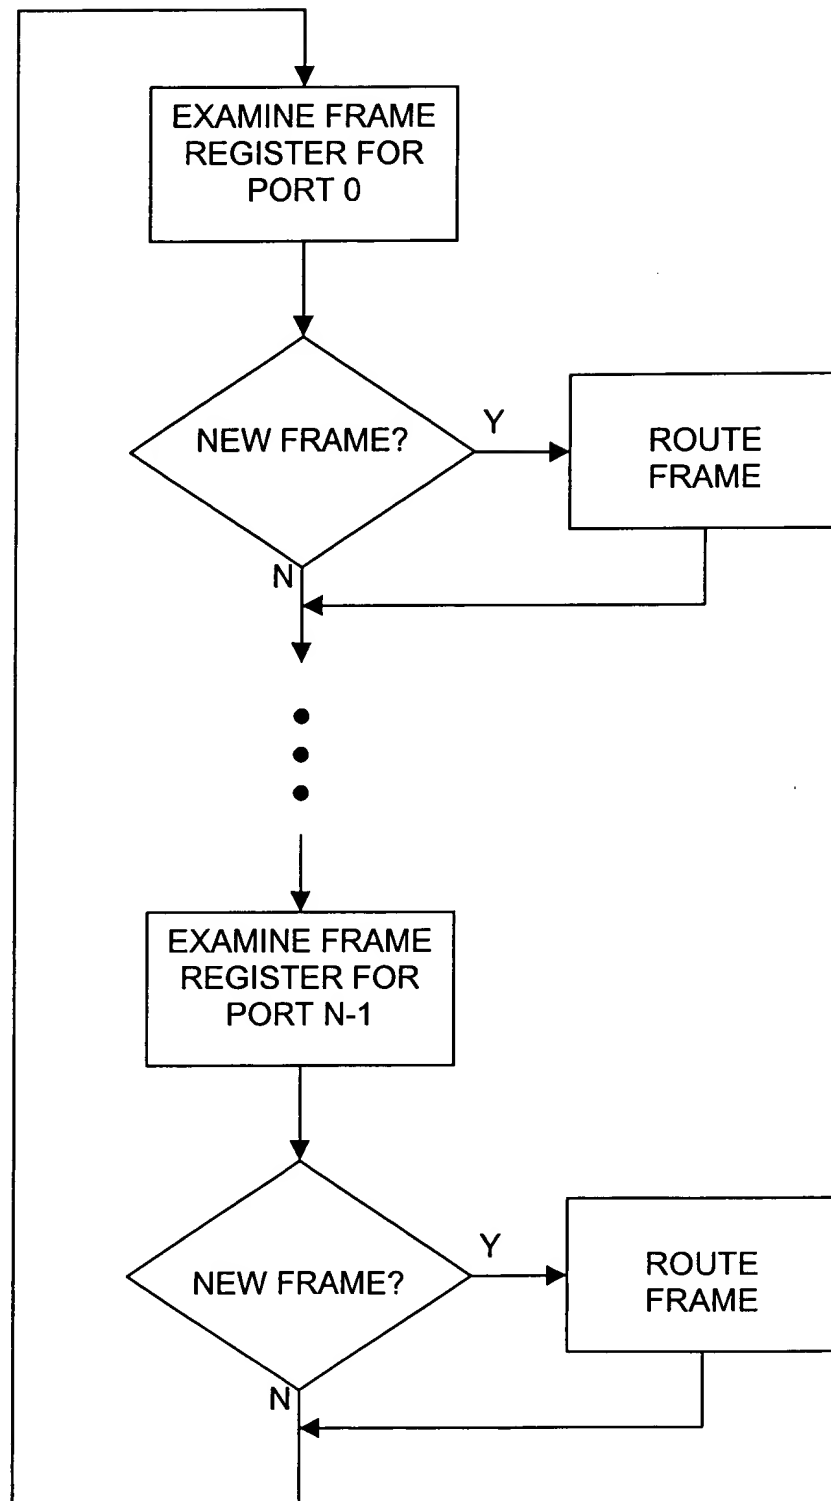 EXAMINE FRAME
REGISTER FOR
PORT 0
NEW FRAME?
Y
ROUTE
FRAME
N
EXAMINE FRAME
REGISTER FOR
PORT N-1
NEW FRAME?
Y
ROUTE
FRAME
N